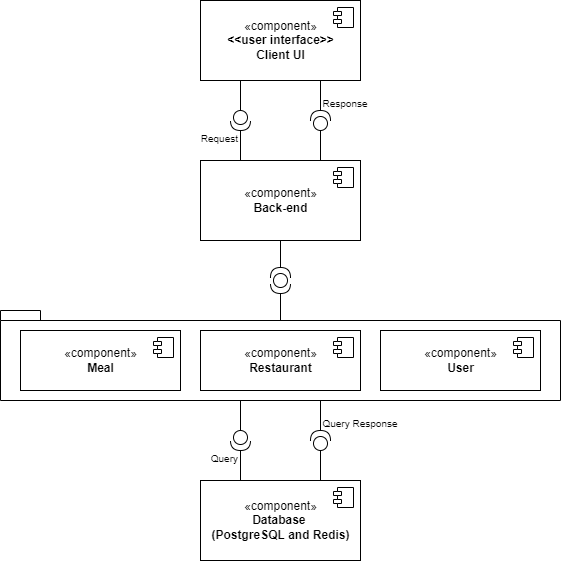 «component»
<<user interface>>
Client UI
Response
Request
«component»
Back-end
«component»
Meal
«component»
Restaurant
«component»
User
Query Response
Query
«component»
Database
(PostgreSQL and Redis)